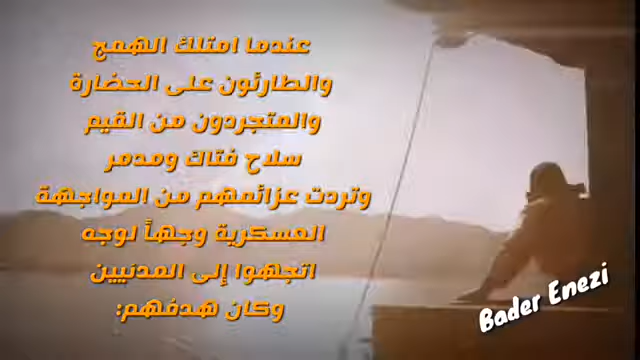 عندما امتلك الهمج
والطارئون على الحضارة
والمتجردون من القيم
سلاح فتاك ومدمر
وتردت عزائمهم من المواجهة
العسكرية وجهاً لوجه
اتجهوا إلى المدنيين
وكان هدفهم:
Bader Enezi